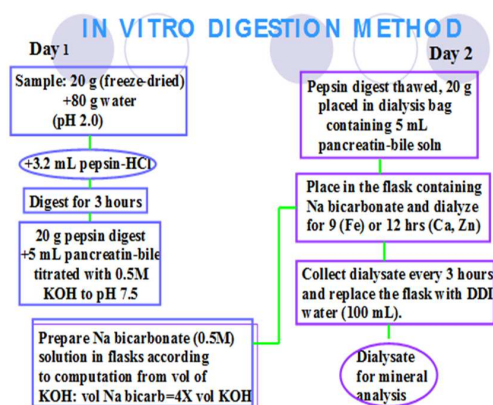 IN VITRO DIGESTION METHOD
Day 1
Sample: 20 g (freeze-dried)
+80 g water
(pH 2.0)
+3.2 mL pepsin-HCl
Digest for 3 hours
20 g pepsin digest
+5 mL pancreatin-bile
titrated with 0.5M
KOH to pH 7.5
Prepare Na bicarbonate (0.5M)
solution in flasks according
to computation from vol of
KOH: vol Na bicarb=4X vol KOH
Day 2
Pepsin digest thawed, 20 g
placed in dialysis bag
containing 5 mL
pancreatin-bile soln
Place in the flask containing
Na bicarbonate and dialyze
for 9 (Fe) or 12 hrs (Ca, Zn)
Collect dialysate every 3 hours
and replace the flask with DDI
water (100 mL).
Dialysate
for mineral
analysis